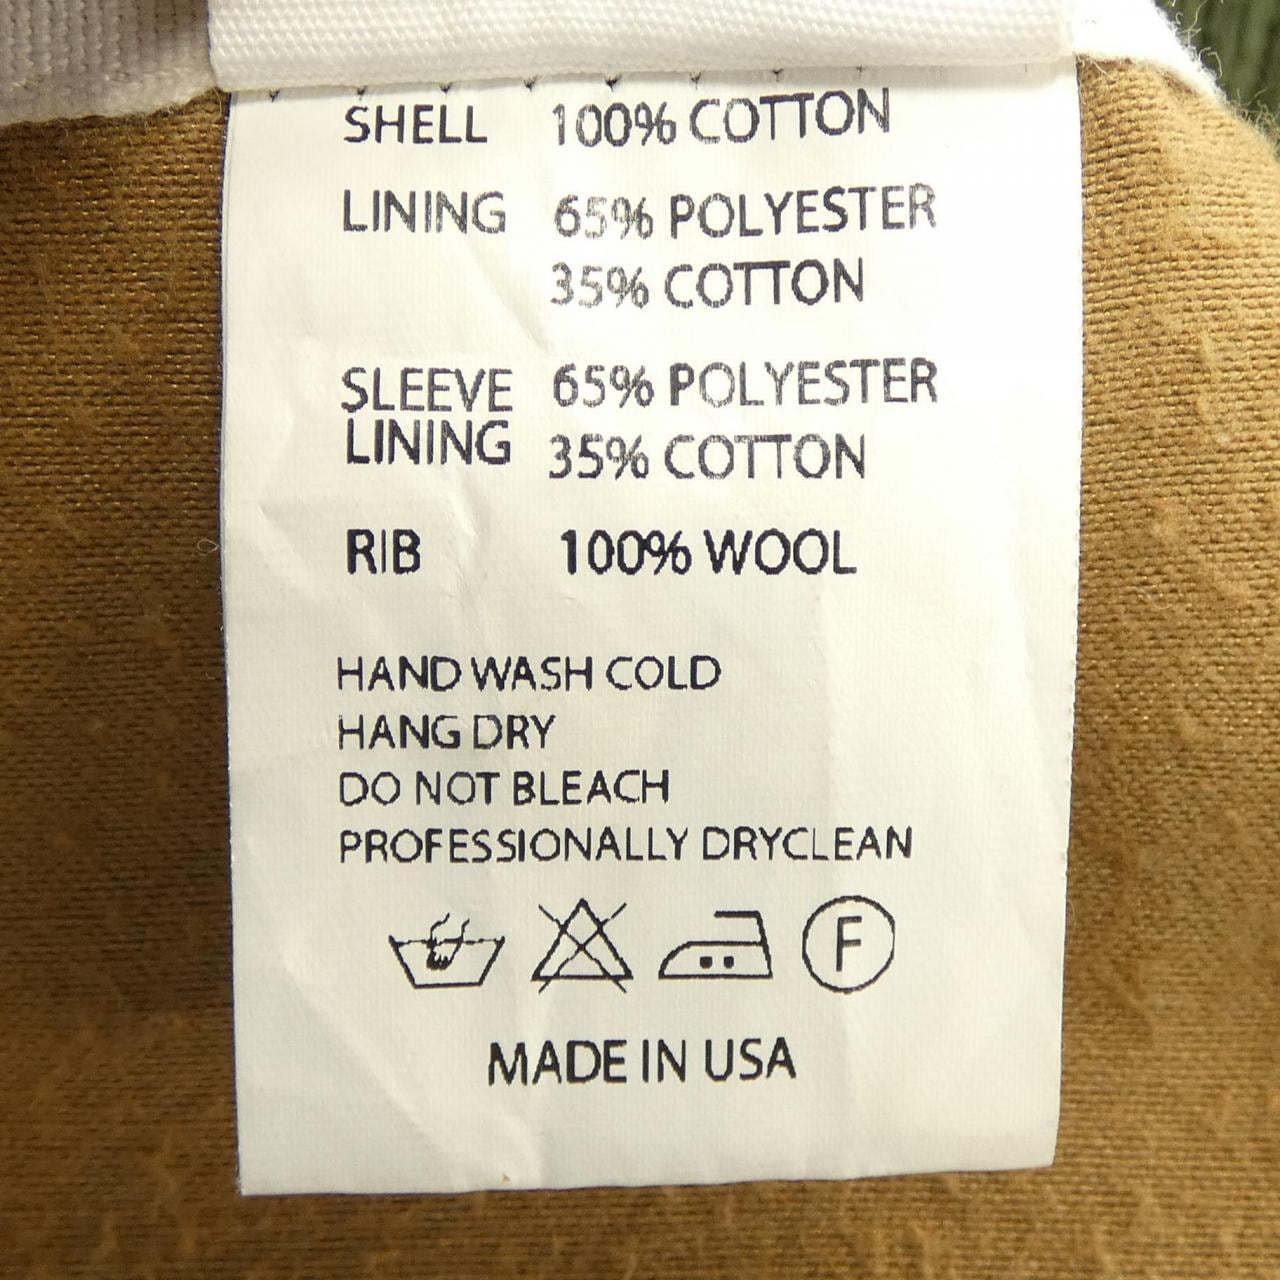 SHELL 100% COTTON
LINING 65% POLYESTER
35% COTTON
SLEEVE 65% POLYESTER
LINING 35% COTTON
RIB 100% WOOL
HAND WASH COLD
HANG DRY
DO NOT BLEACH
PROFESSIONALLY DRYCLEAN
F
MADE IN USA